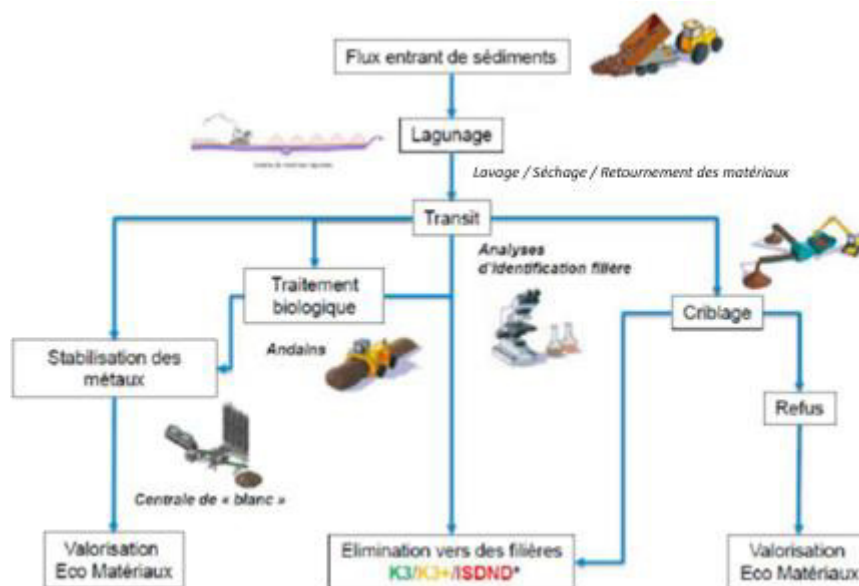 Flux entrant de sédiments
Lagunage
Lavage / Séchage / Retournement des matériaux
Transit
Analyses
d'identification filière
Traitement
biologique
Criblage
Andains
Stabilisation des
métaux
Refus
Centrale de « blanc »
Valorisation
Eco Matériaux
Elimination vers des filières
K3/K3+/ISDND*
Valorisation
Eco Matériaux